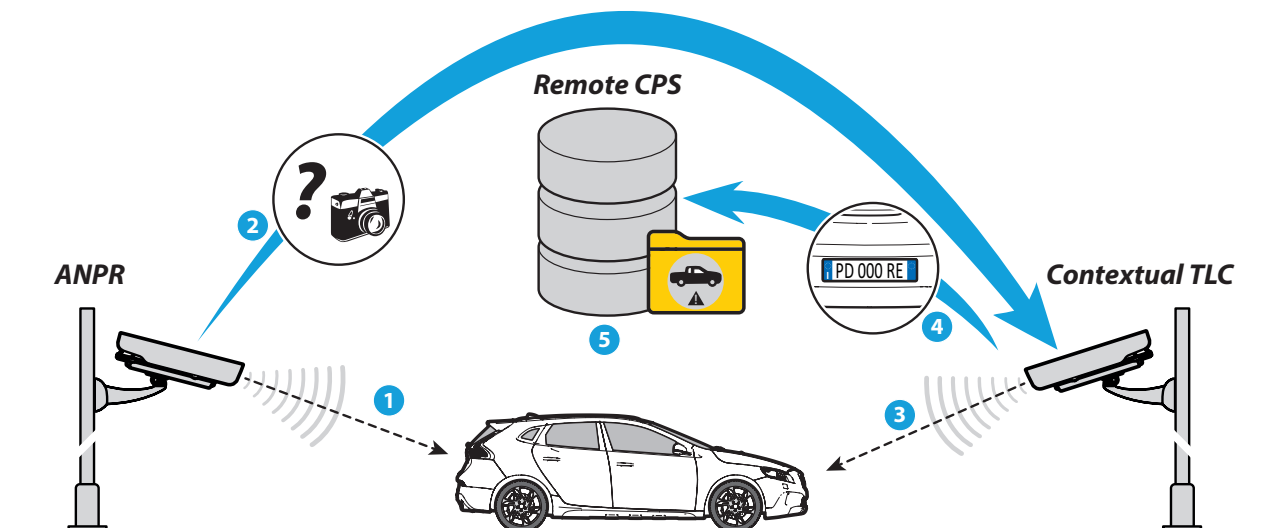 Remote CPS
?
2
PD 000 RE
ANPR
Contextual TLC
I
4
5
1
3